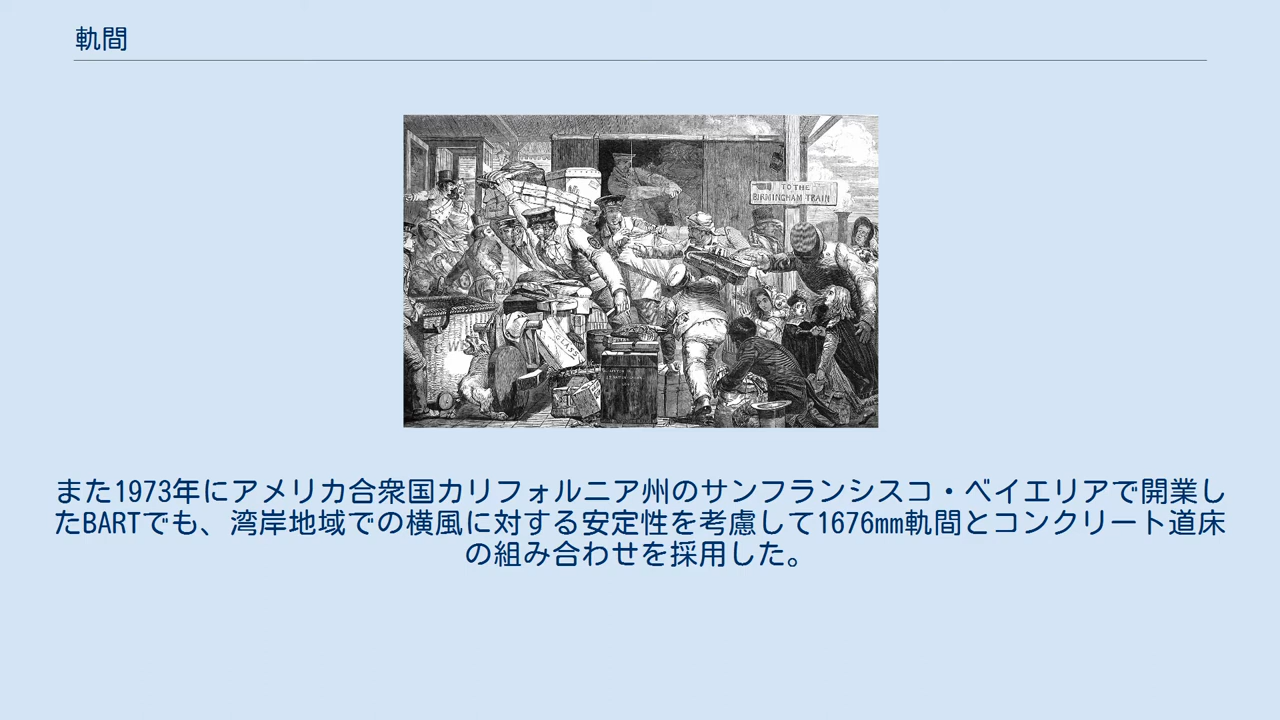 軌間
TO THE
BIRMINGHAM TRAIN
GLASS
また1973年にアメリカ合衆国カリフォルニア州のサンフランシスコ・ベイエリアで開業し
たBARTでも、湾岸地域での横風に対する安定性を考慮して1676mm軌間とコンクリート道床
の組み合わせを採用した。